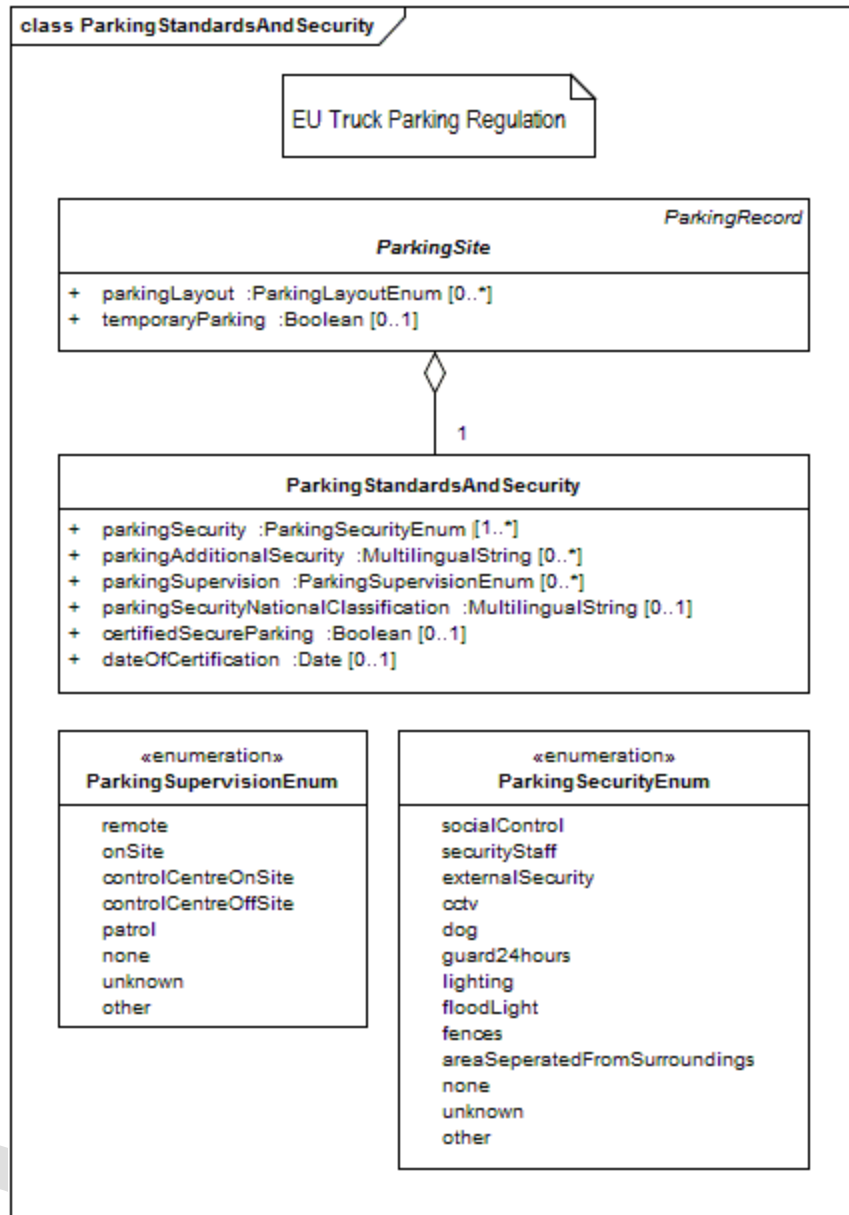 class ParkingStandardsAndSecurity
EU Truck Parking Regulation
ParkingRecord
ParkingSite
+ parkingLayout :ParkingLayoutEnum [0..*]
+ temporaryParking :Boolean [0..1]
1
ParkingStandardsAndSecurity
+ parkingSecurity :ParkingSecurityEnum [1..*]
+ parkingAdditionalSecurity :MultilingualString [0..*]
+ parkingSupervision :ParkingSupervisionEnum [0..*]
+ parkingSecurityNationalClassification :MultilingualString [0..1]
+ certifiedSecureParking :Boolean [0..1]
+ dateOfCertification :Date [0..1]
«enumeration»
ParkingSupervisionEnum
remote
onSite
controlCentreOnSite
controlCentreOffSite
patrol
none
unknown
other
«enumeration»
ParkingSecurityEnum
socialControl
securityStaff
externalSecurity
cctv
dog
guard24hours
lighting
floodLight
fences
areaSeperatedFromSurroundings
none
unknown
other